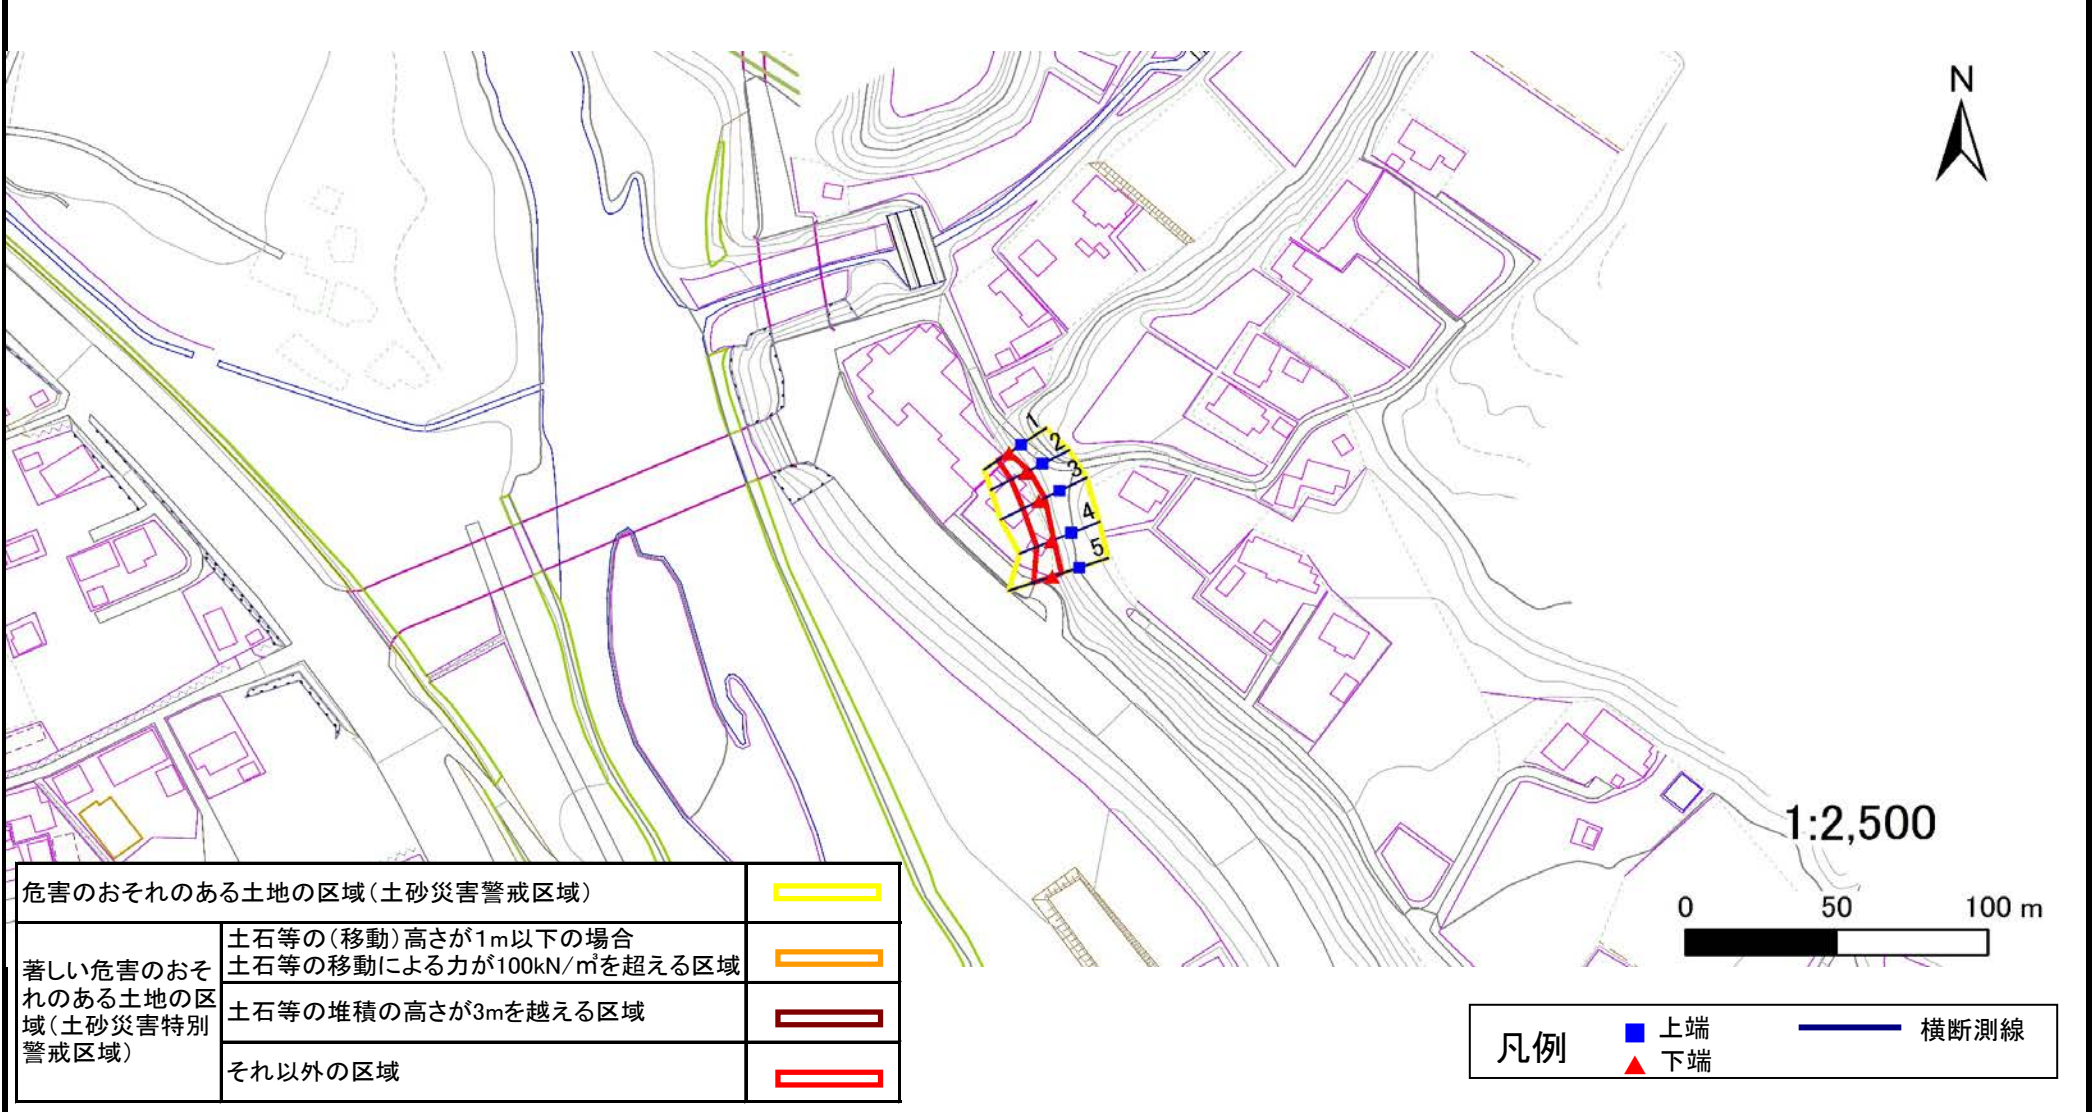 N
1
2
3
4
5
1:2,500
0 50 100 m
危害のおそれのある土地の区域(土砂災害警戒区域)
著しい危害のおそ
れのある土地の区
域(土砂災害特別
警戒区域)
土石等の(移動)高さが1m以下の場合
土石等の移動による力が100kN/㎡を超える区域
土石等の堆積の高さが3mを越える区域
それ以外の区域
凡例
上端
下端
横断測線